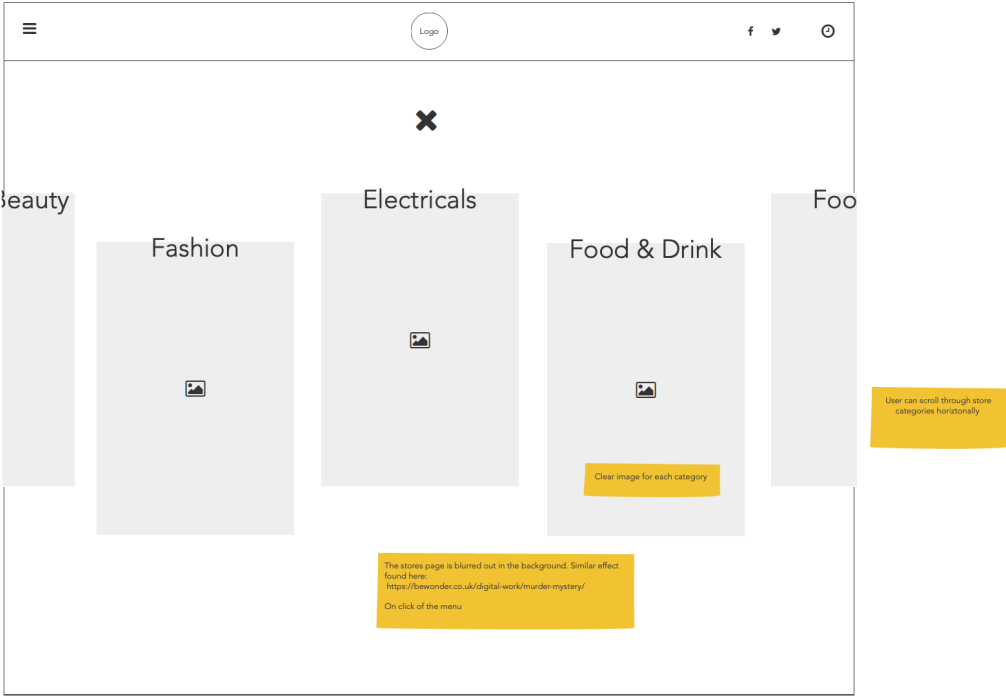 Logo
Beauty
Electricals
Foo
Fashion
Food & Drink
User can scroll through store
categories horiztonally
Clear image for each category
The stores page is blurred out in the background. Similar effect
found here:
https://bewonder.co.uk/digital-work/murder-mystery/
On click of the menu